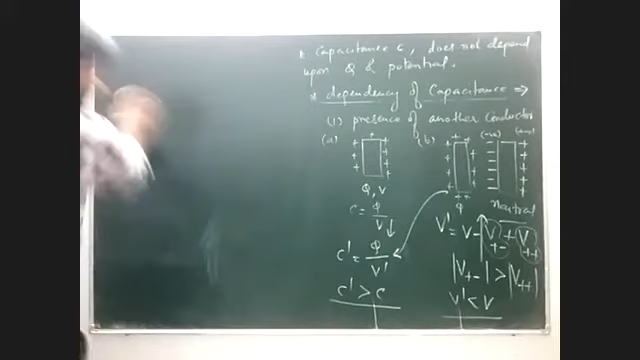 * Capacitance C, does not depend
upon Q & potential.
* dependency of Capacitance ⇒
(1) presence of another Conductor
(a)
Q, V
C = Q/V↓
C' = Q/V'
C' > C
(b)
(-ve) (+ve)
Q
Neutral
V' = V - V+- + V++
|V+-| > |V++|
V' < V